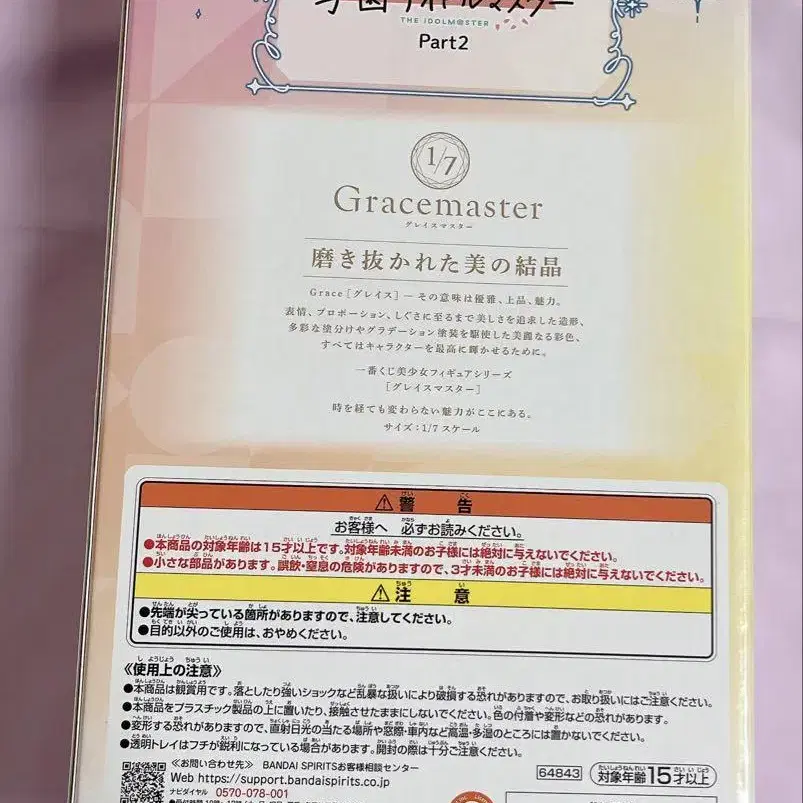 学園アイドルマスター
THE IDOLM@STER
Part2
1/7
Gracemaster
グレイスマスター
磨き抜かれた美の結晶
Grace[グレイス]― その意味は優雅、上品、魅力。
表情、プロポーション、しぐさに至るまで美しさを追求した造形、
多彩な塗分けやグラデーション塗装を駆使した美麗なる彩色、
すべてはキャラクターを最高に輝かせるために。
一番くじ美少女フィギュアシリーズ
[グレイスマスター]
時を経ても変わらない魅力がここにある。
サイズ:1/7スケール
⚠警告
お客様へ 必ずお読みください。
●本商品の対象年齢は15才以上です。対象年齢未満のお子様には絶対に与えないでください。
●小さな部品があります。誤飲・窒息の危険がありますので、3才未満のお子様には絶対に与えないでください。
⚠注意
●先端が尖っている箇所がありますので、注意してください。
●目的以外のご使用は、おやめください。
《使用上の注意》
●本商品は観賞用です。落としたり強いショックなど乱暴な扱いにより破損する恐れがありますので、お取り扱いにはご注意ください。
●本商品をプラスチック製品の上に置いたり、接触させたままにしないでください。色の付着や変形などの恐れがあります。
●変形する恐れがありますので、直射日光の当たる場所や窓際・車内など高温・多湿のところには置かないでください。
●透明トレイはフチが鋭利になっている場合があります。開封の際は十分ご注意ください。
≪お問い合わせ先≫ BANDAI SPIRITSお客様相談センター
Web https://support.bandaispirits.co.jp
ナビダイヤル 0570-078-001
64843
対象年齢15才以上